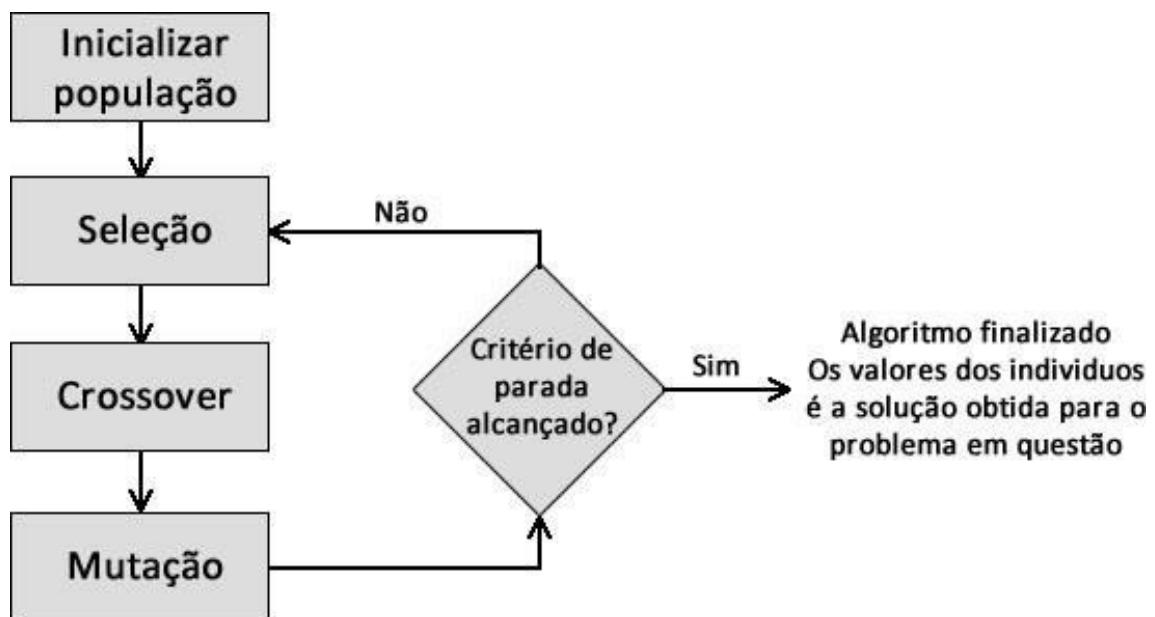 Inicializar
população
Seleção
Crossover
Mutação
Não
Critério de
parada
alcançado?
Sim
Algoritmo finalizado
Os valores dos individuos
é a solução obtida para o
problema em questão